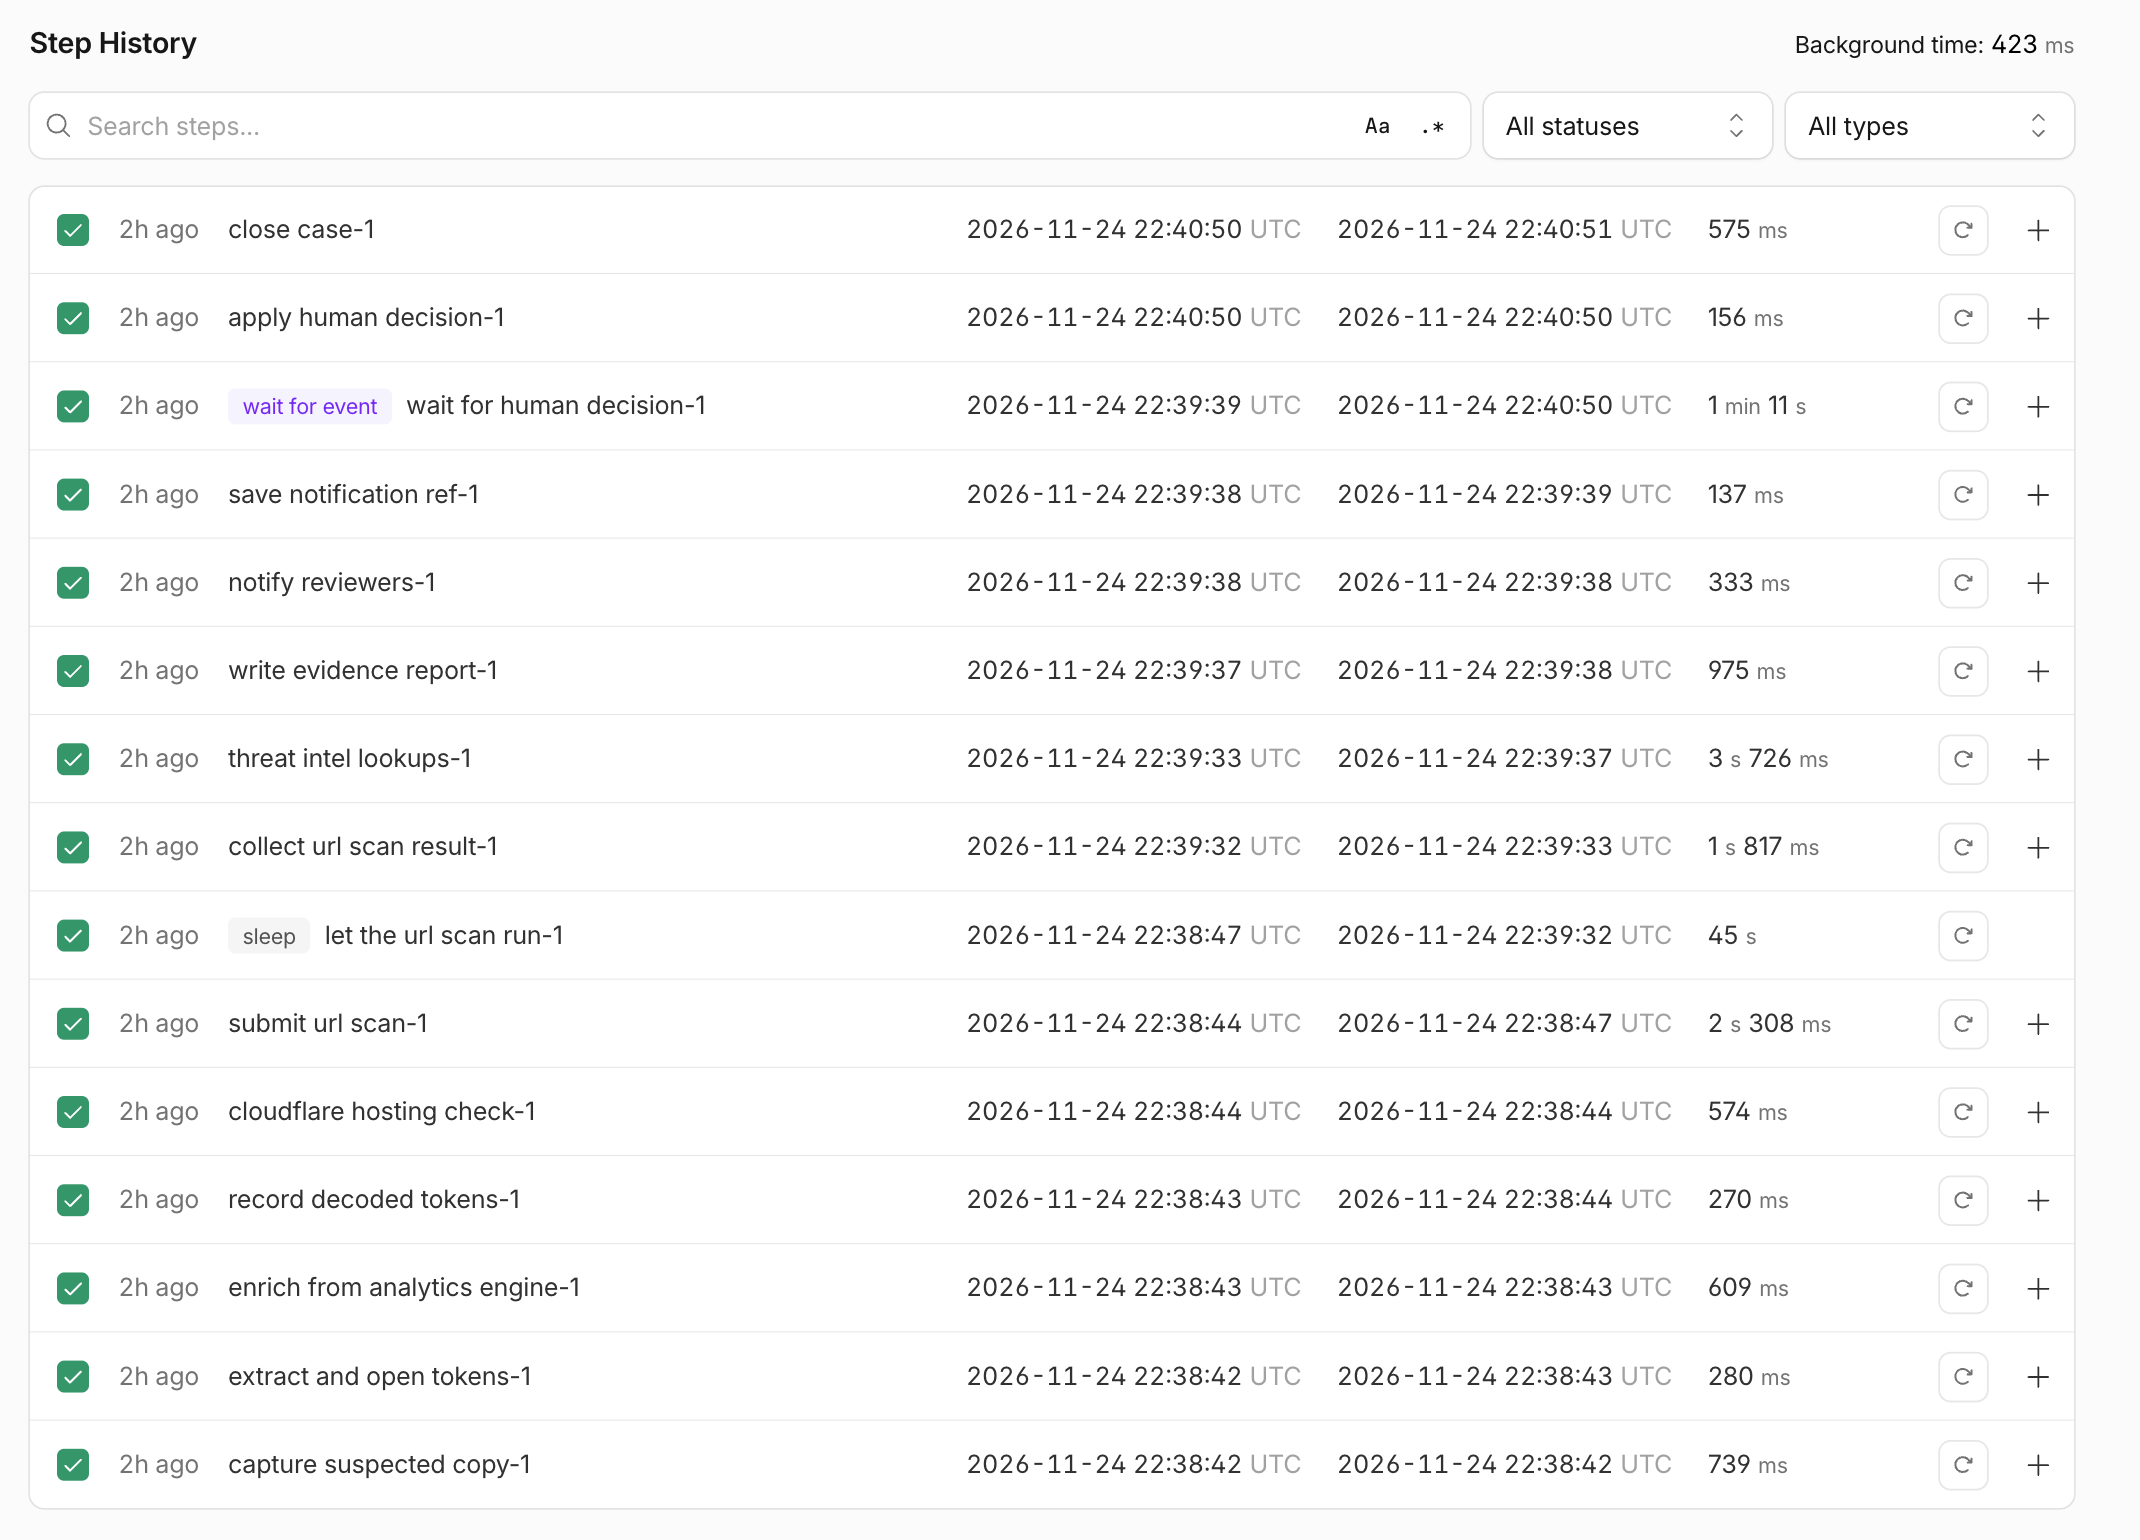 Step History
Background time: 423 ms
Search steps...
Aa .*
All statuses
All types
2h ago close case-1 2026-11-24 22:40:50 UTC 2026-11-24 22:40:51 UTC 575 ms
2h ago apply human decision-1 2026-11-24 22:40:50 UTC 2026-11-24 22:40:50 UTC 156 ms
2h ago wait for event wait for human decision-1 2026-11-24 22:39:39 UTC 2026-11-24 22:40:50 UTC 1 min 11 s
2h ago save notification ref-1 2026-11-24 22:39:38 UTC 2026-11-24 22:39:39 UTC 137 ms
2h ago notify reviewers-1 2026-11-24 22:39:38 UTC 2026-11-24 22:39:38 UTC 333 ms
2h ago write evidence report-1 2026-11-24 22:39:37 UTC 2026-11-24 22:39:38 UTC 975 ms
2h ago threat intel lookups-1 2026-11-24 22:39:33 UTC 2026-11-24 22:39:37 UTC 3 s 726 ms
2h ago collect url scan result-1 2026-11-24 22:39:32 UTC 2026-11-24 22:39:33 UTC 1 s 817 ms
2h ago sleep let the url scan run-1 2026-11-24 22:38:47 UTC 2026-11-24 22:39:32 UTC 45 s
2h ago submit url scan-1 2026-11-24 22:38:44 UTC 2026-11-24 22:38:47 UTC 2 s 308 ms
2h ago cloudflare hosting check-1 2026-11-24 22:38:44 UTC 2026-11-24 22:38:44 UTC 574 ms
2h ago record decoded tokens-1 2026-11-24 22:38:43 UTC 2026-11-24 22:38:44 UTC 270 ms
2h ago enrich from analytics engine-1 2026-11-24 22:38:43 UTC 2026-11-24 22:38:43 UTC 609 ms
2h ago extract and open tokens-1 2026-11-24 22:38:42 UTC 2026-11-24 22:38:43 UTC 280 ms
2h ago capture suspected copy-1 2026-11-24 22:38:42 UTC 2026-11-24 22:38:42 UTC 739 ms